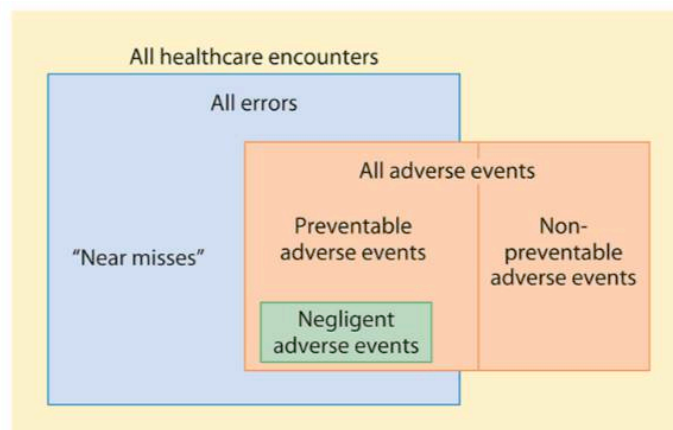 All healthcare encounters
All errors
All adverse events
“Near misses”
Preventable
adverse events
Non-
preventable
adverse events
Negligent
adverse events